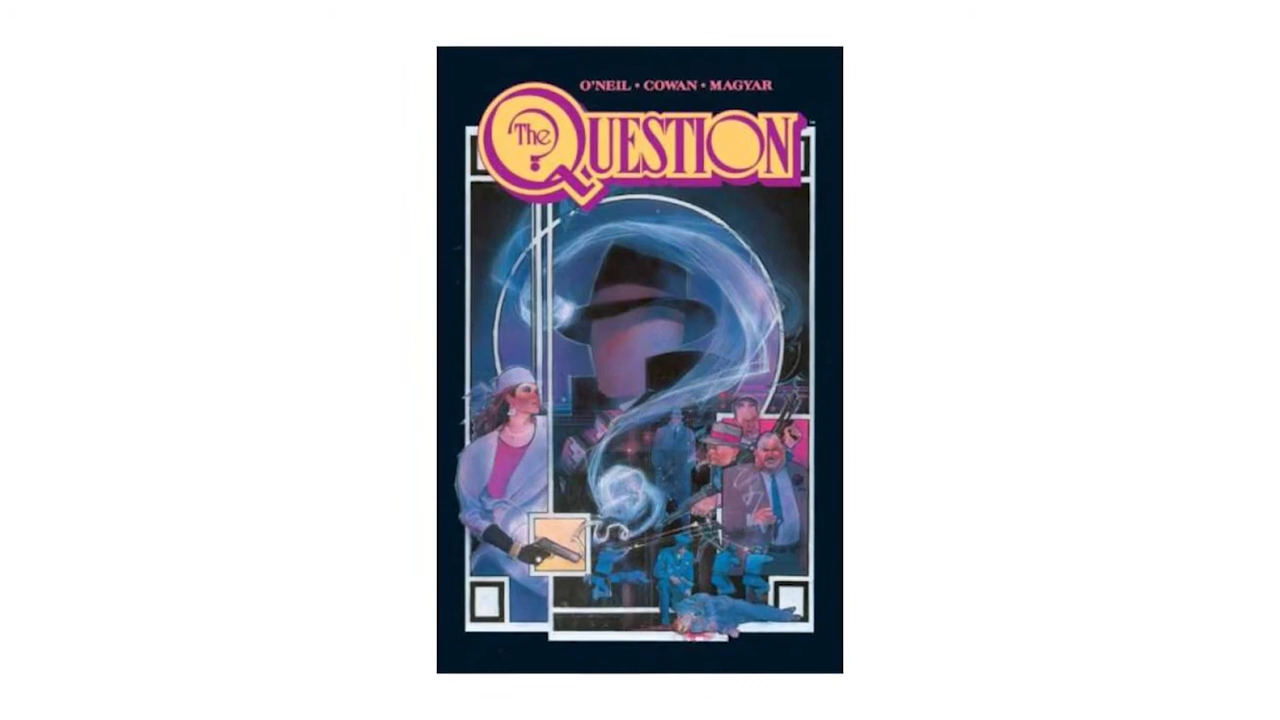 O'NEIL • COWAN • MAGYAR
The
QUESTION